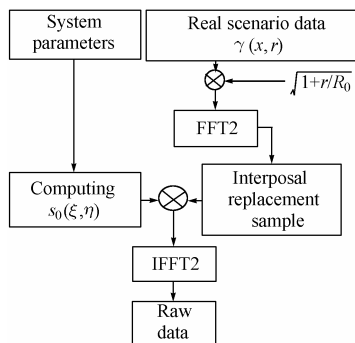 System
parameters
Real scenario data
γ(x,r)
√1+r/R₀
FFT2
Computing
s₀(ξ,η)
Interposal
replacement
sample
IFFT2
Raw
data